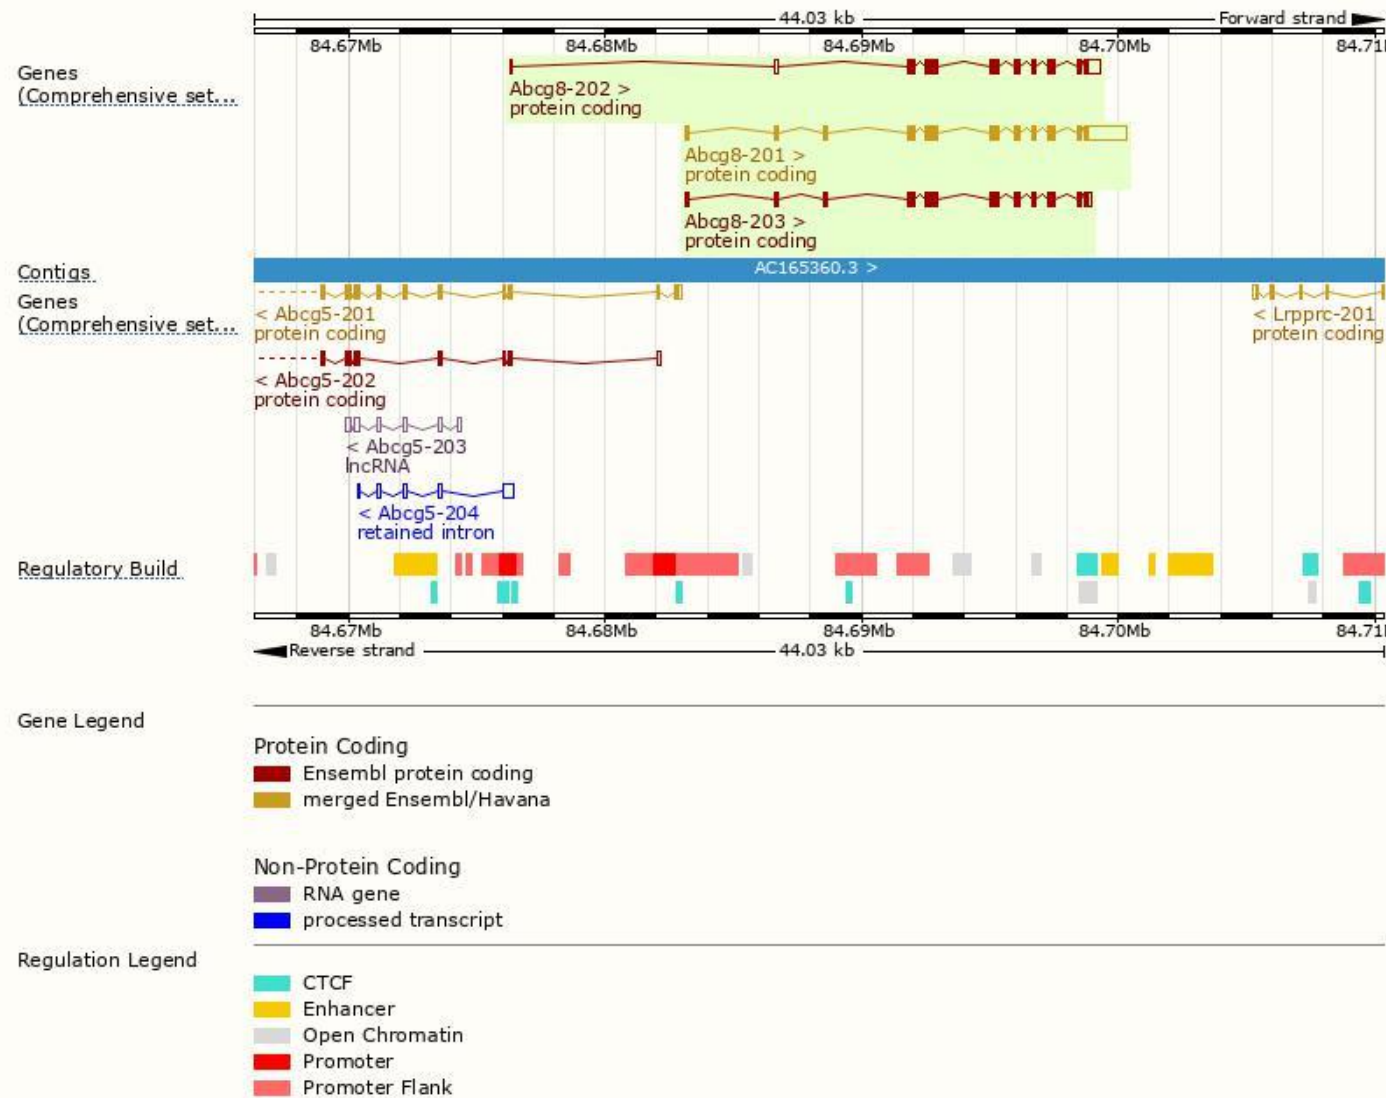 44.03 kb Forward strand
84.67Mb 84.68Mb 84.69Mb 84.70Mb 84.71
Genes
(Comprehensive set...
Abcg8-202 >
protein coding
Abcg8-201 >
protein coding
Abcg8-203 >
protein coding
Contigs AC165360.3 >
Genes
(Comprehensive set...
< Abcg5-201 < Lrpprc-201
protein coding protein coding
< Abcg5-202
protein coding
< Abcg5-203
lncRNA
< Abcg5-204
retained intron
Regulatory Build
84.67Mb 84.68Mb 84.69Mb 84.70Mb 84.71
Reverse strand 44.03 kb
Gene Legend
Protein Coding
Ensembl protein coding
merged Ensembl/Havana
Non-Protein Coding
RNA gene
processed transcript
Regulation Legend
CTCF
Enhancer
Open Chromatin
Promoter
Promoter Flank